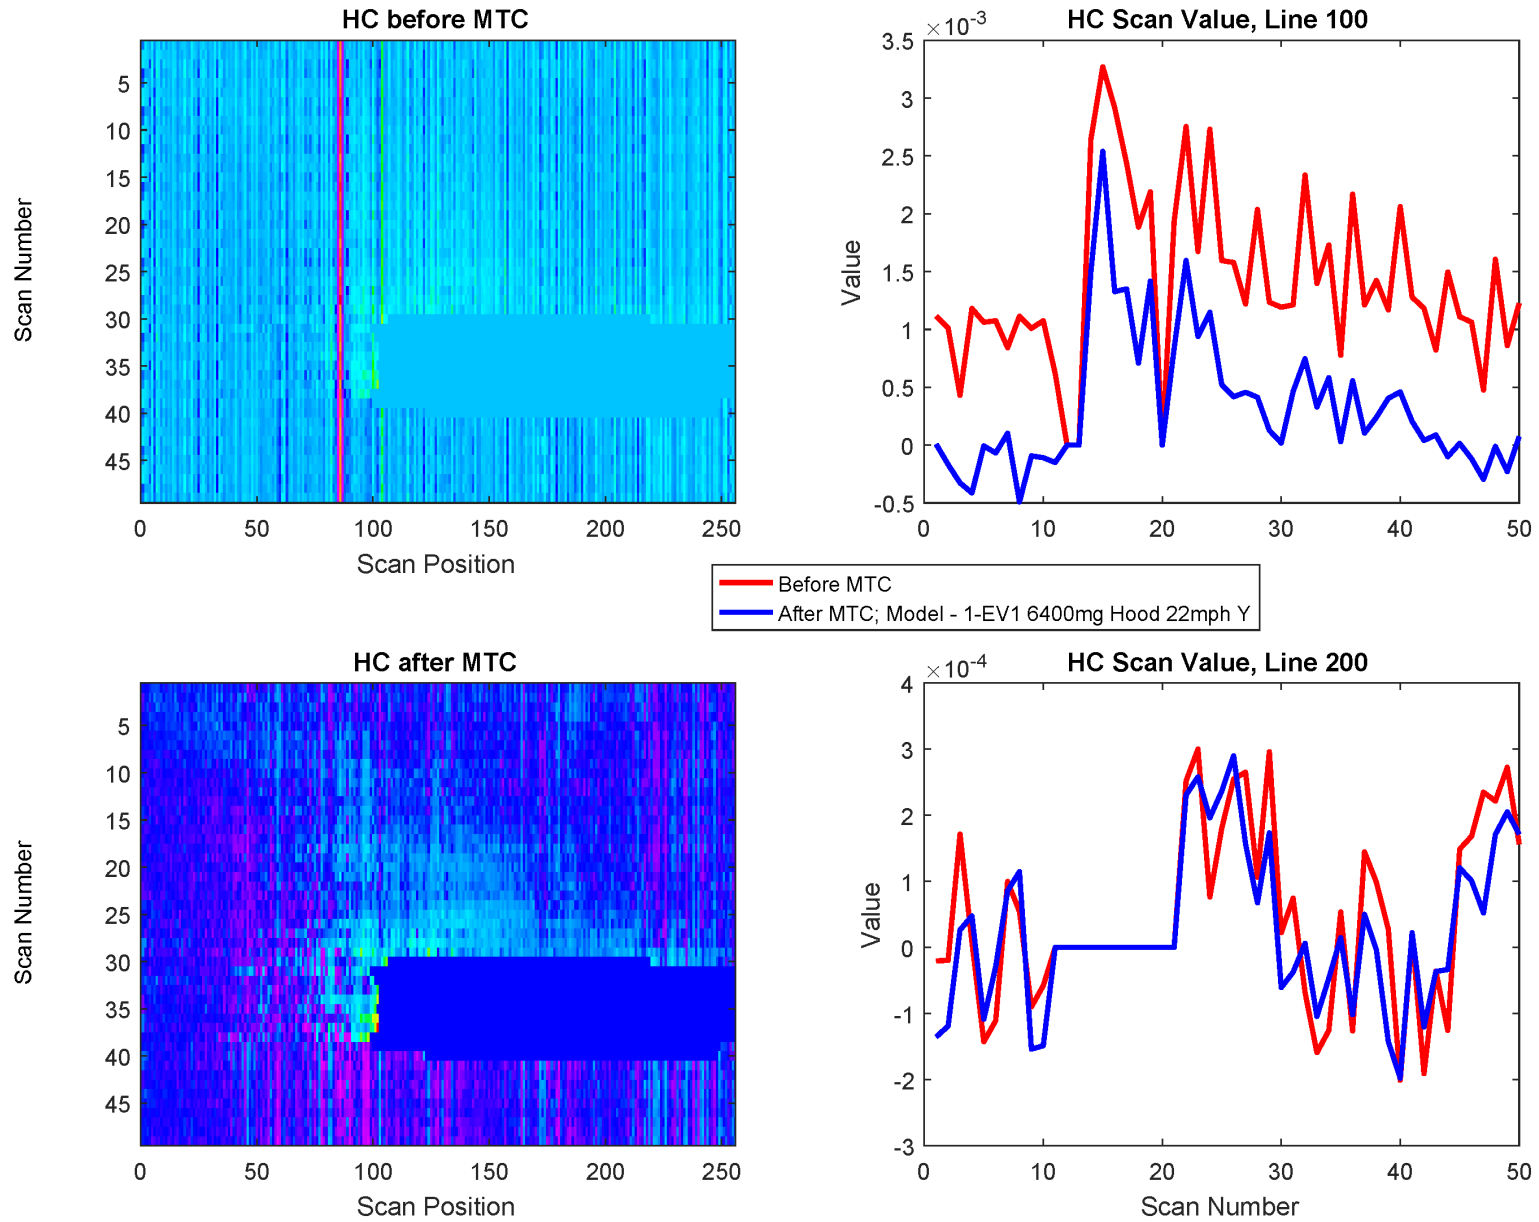 HC before MTC
Scan Number
5
10
15
20
25
30
35
40
45
0 50 100 150 200 250
Scan Position
HC Scan Value, Line 100
×10-3
Value
3.5
3
2.5
2
1.5
1
0.5
0
-0.5
0 10 20 30 40 50
Before MTC
After MTC; Model - 1-EV1 6400mg Hood 22mph Y
HC after MTC
Scan Number
5
10
15
20
25
30
35
40
45
0 50 100 150 200 250
Scan Position
HC Scan Value, Line 200
×10-4
Value
4
3
2
1
0
-1
-2
-3
0 10 20 30 40 50
Scan Number